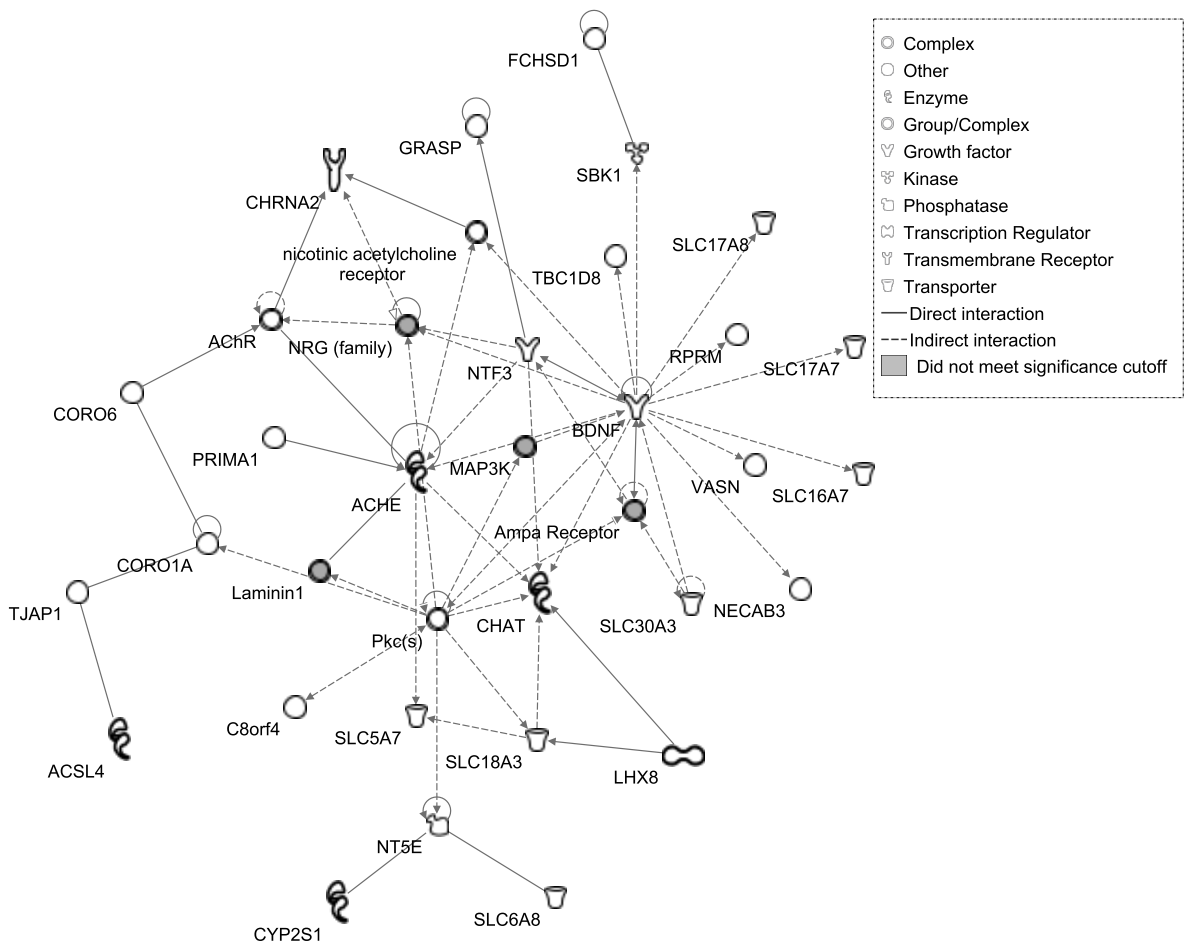 FCHSD1
GRASP
SBK1
CHRNA2
SLC17A8
nicotinic acetylcholine
receptor
TBC1D8
AChR
NRG (family)
RPRM
NTF3
SLC17A7
CORO6
BDNF
PRIMA1
MAP3K
VASN
SLC16A7
ACHE
Ampa Receptor
CORO1A
Laminin1
TJAP1
CHAT
SLC30A3
NECAB3
Pkc(s)
C8orf4
SLC5A7
SLC18A3
LHX8
ACSL4
NT5E
SLC6A8
CYP2S1
Complex
Other
Enzyme
Group/Complex
Growth factor
Kinase
Phosphatase
Transcription Regulator
Transmembrane Receptor
Transporter
Direct interaction
Indirect interaction
Did not meet significance cutoff